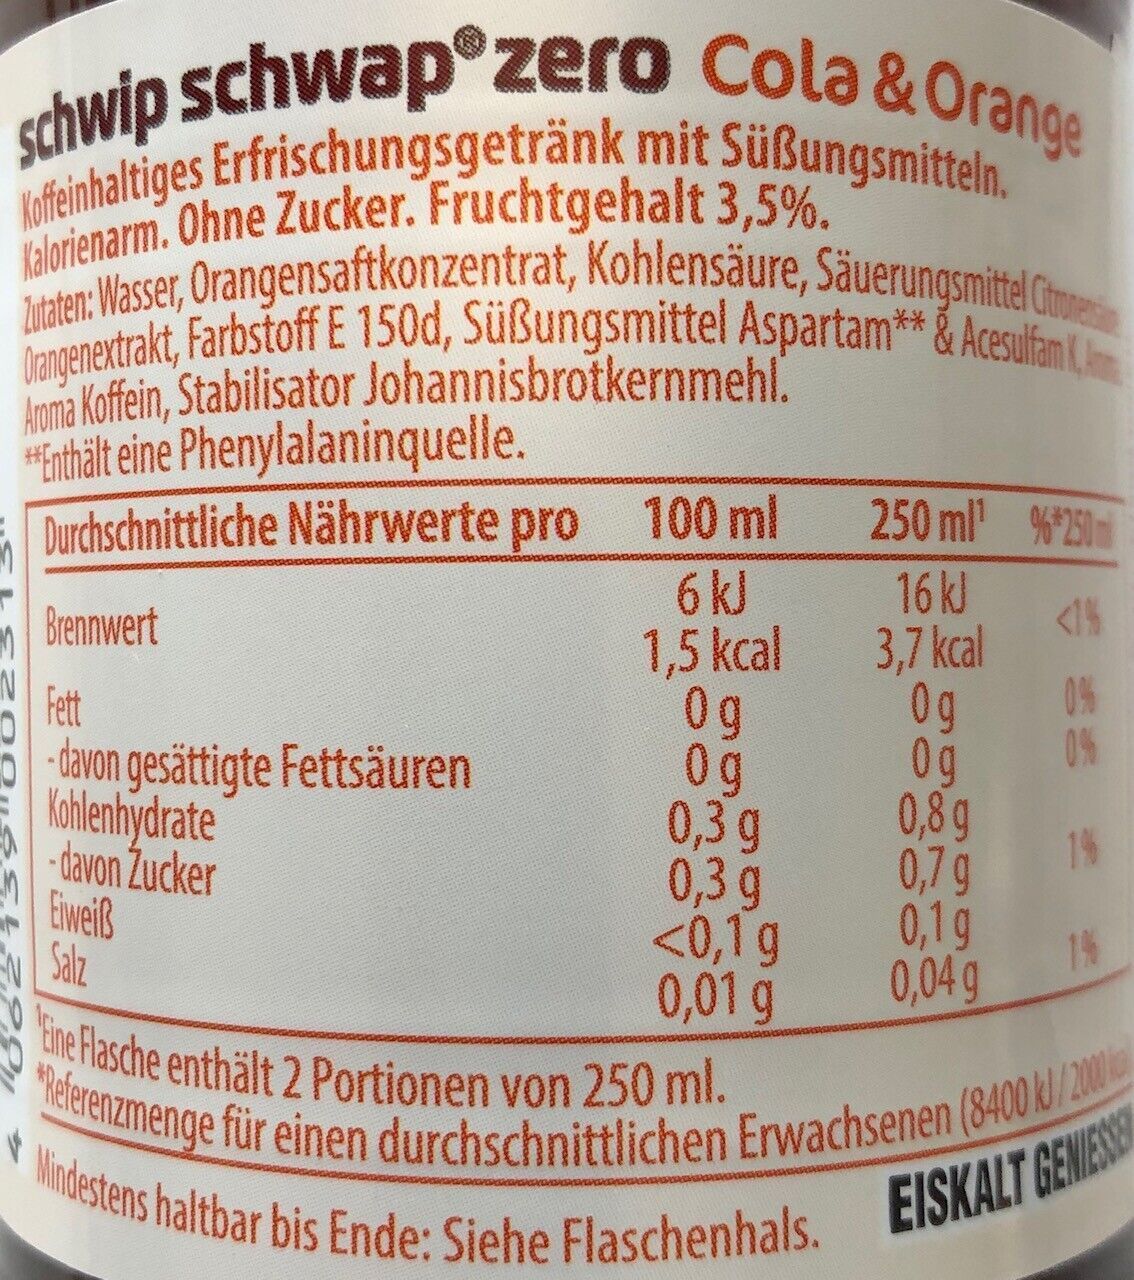 schwip schwap® zero Cola & Orange
Koffeinhaltiges Erfrischungsgetränk mit Süßungsmitteln.
Kalorienarm. Ohne Zucker. Fruchtgehalt 3,5%.
Zutaten: Wasser, Orangensaftkonzentrat, Kohlensäure, Säuerungsmittel
Orangenextrakt, Farbstoff E 150d, Süßungsmittel Aspartam** & Acesulfam K,
Aroma Koffein, Stabilisator Johannisbrotkernmehl.
**Enthält eine Phenylalaninquelle.
Durchschnittliche Nährwerte pro 100 ml 250 ml¹ %*250 ml
Brennwert 6 kJ 16 kJ <1%
1,5 kcal 3,7 kcal
Fett 0 g 0 g 0%
- davon gesättigte Fettsäuren 0 g 0 g 0%
Kohlenhydrate 0,3 g 0,8 g
- davon Zucker 0,3 g 0,7 g 1%
Eiweiß <0,1 g 0,1 g
Salz 0,01 g 0,04 g 1%
¹Eine Flasche enthält 2 Portionen von 250 ml.
*Referenzmenge für einen durchschnittlichen Erwachsenen (8400 kJ / 2000
Mindestens haltbar bis Ende: Siehe Flaschenhals.
EISKALT GENIESSEN